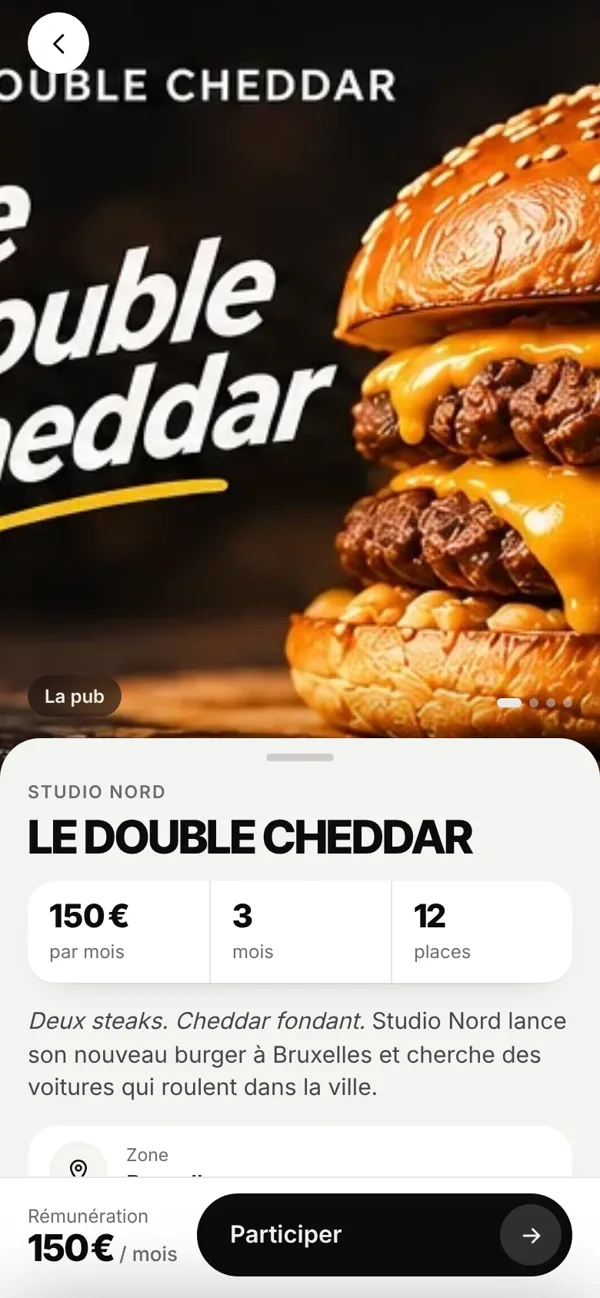 OUBLE CHEDDAR
e
ouble
heddar
La pub
STUDIO NORD
LE DOUBLE CHEDDAR
150 € 3 12
par mois mois places
Deux steaks. Cheddar fondant. Studio Nord lance
son nouveau burger à Bruxelles et cherche des
voitures qui roulent dans la ville.
Zone
Rémunération
150 € / mois
Participer